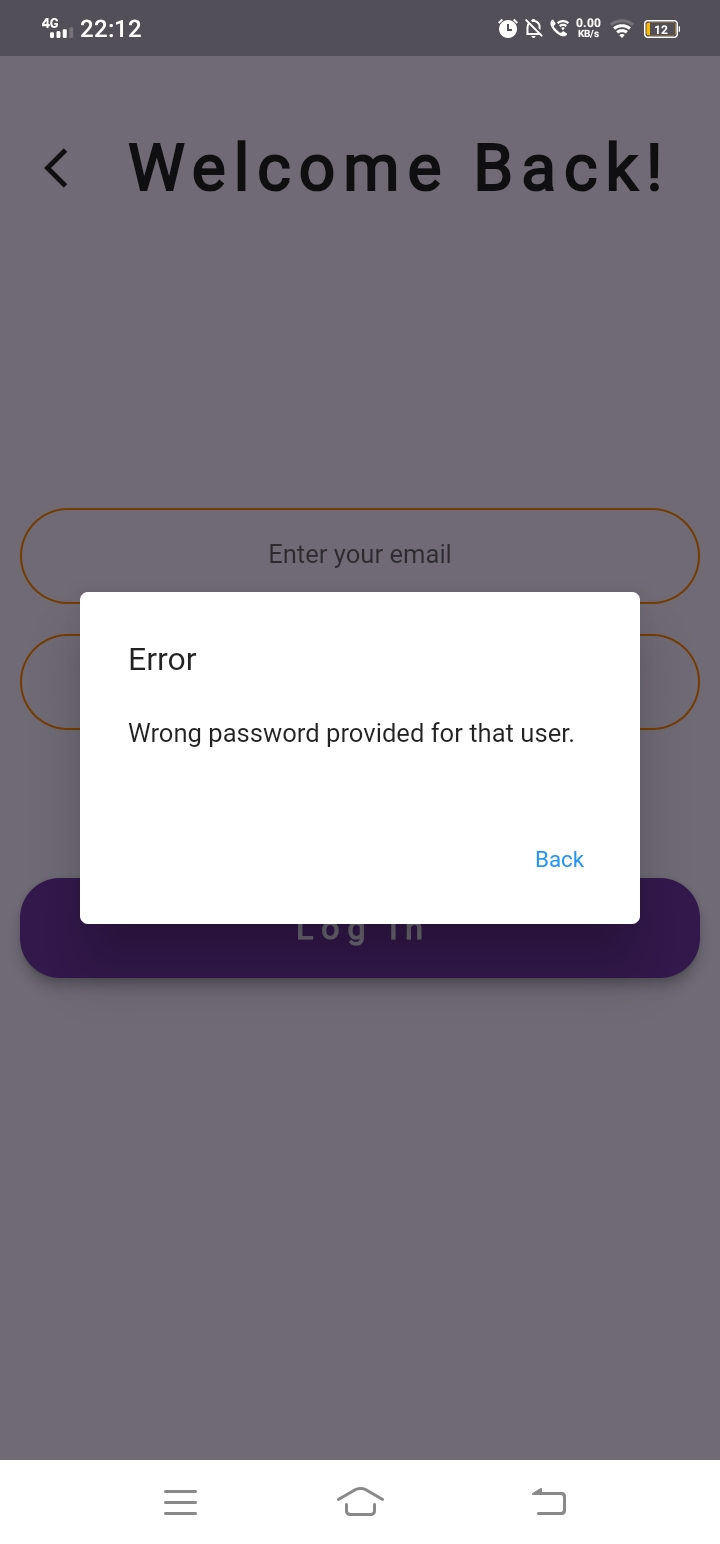 4G 22:12 0.00 KB/s 12
Welcome Back!
Enter your email
Error
Wrong password provided for that user.
Back
Log In